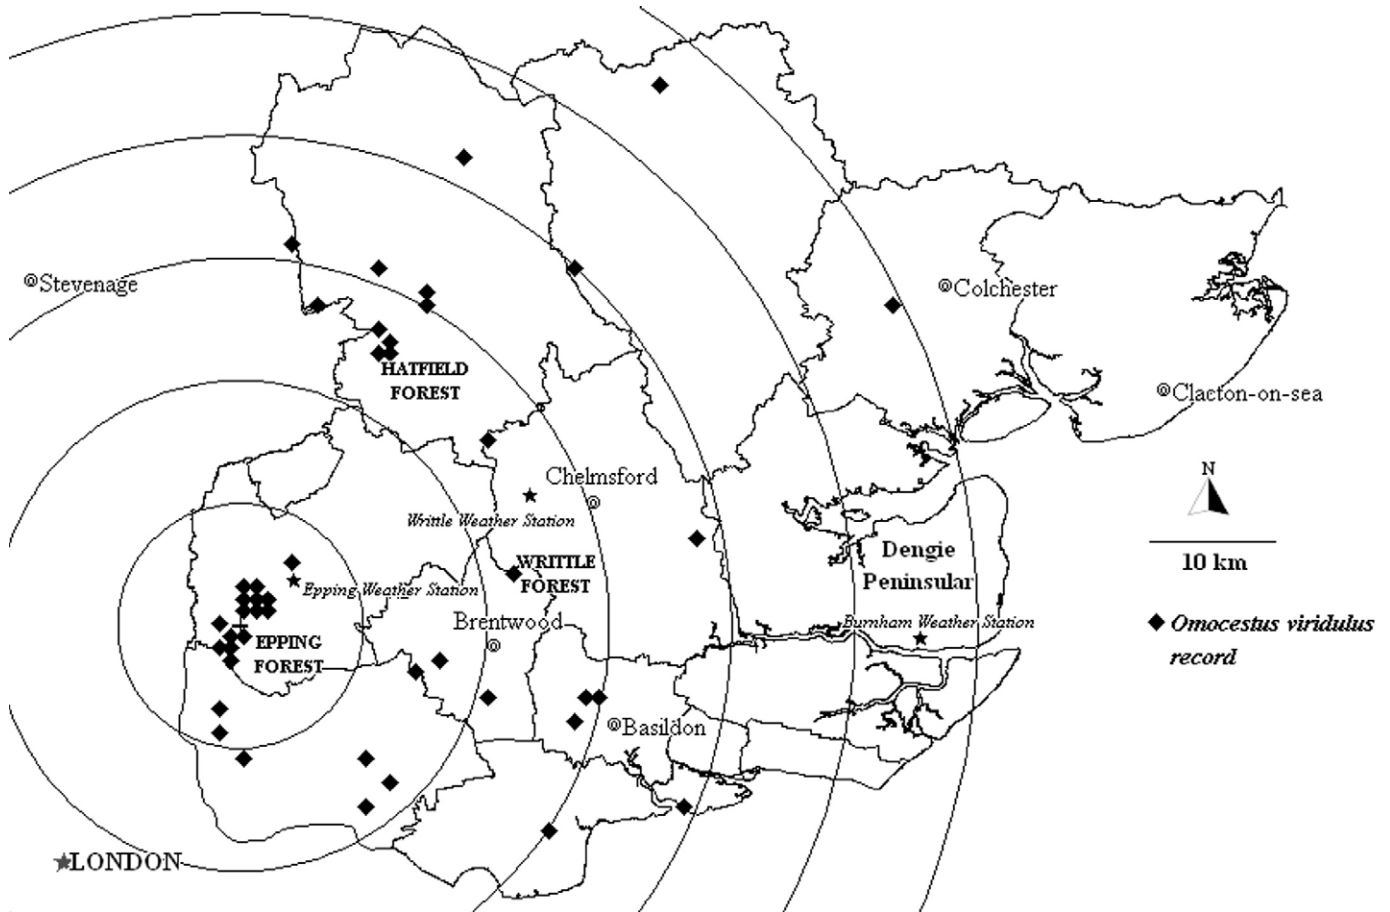 Stevenage
Colchester
HATFIELD
FOREST
Clacton-on-sea
Chelmsford
Writtle Weather Station
N
10 km
Dengie
Peninsular
WRITTLE
FOREST
Epping Weather Station
Brentwood
Burnham Weather Station
Omocestus viridulus
record
EPPING
FOREST
Basildon
LONDON